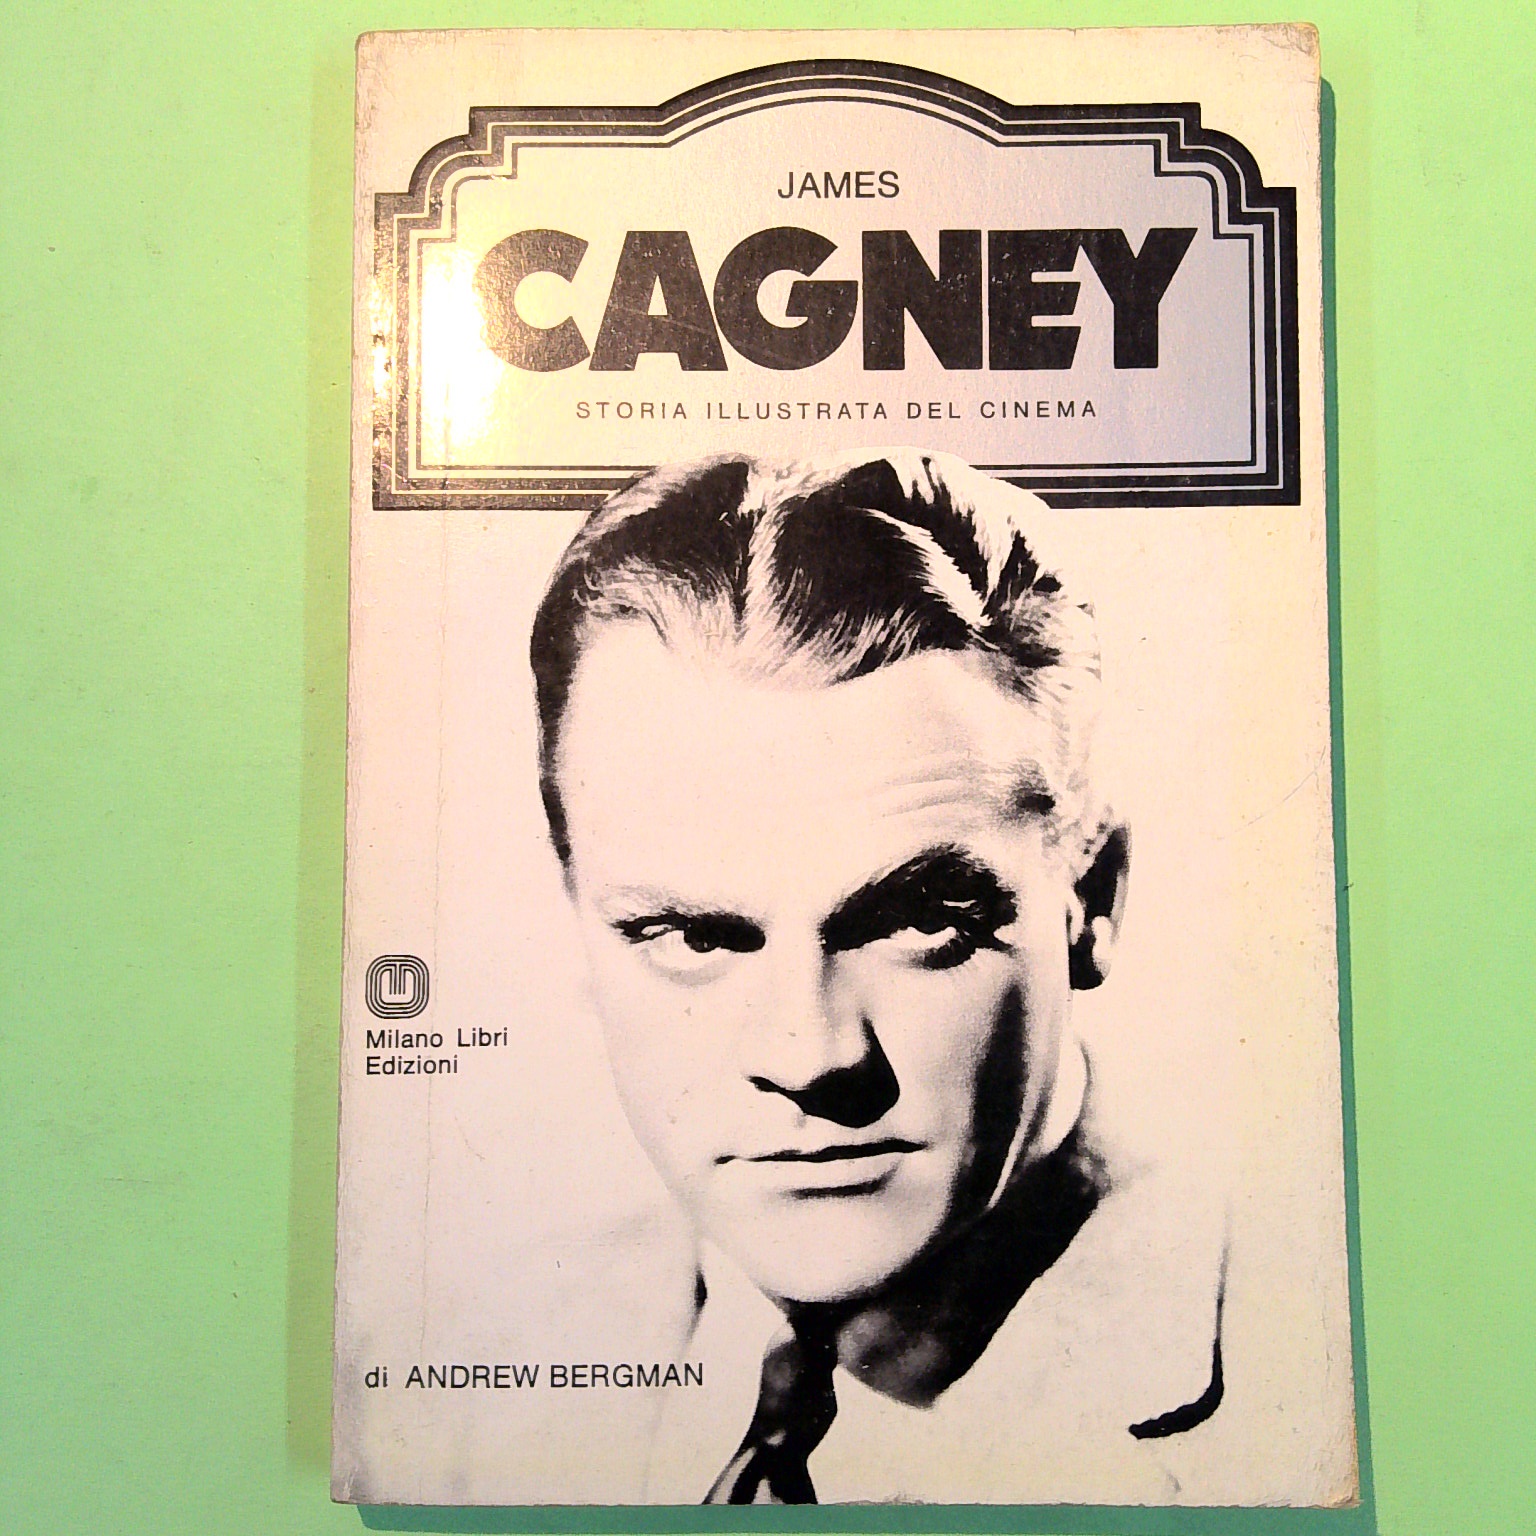 JAMES
CAGNEY
STORIA ILLUSTRATA DEL CINEMA
Milano Libri
Edizioni
di ANDREW BERGMAN